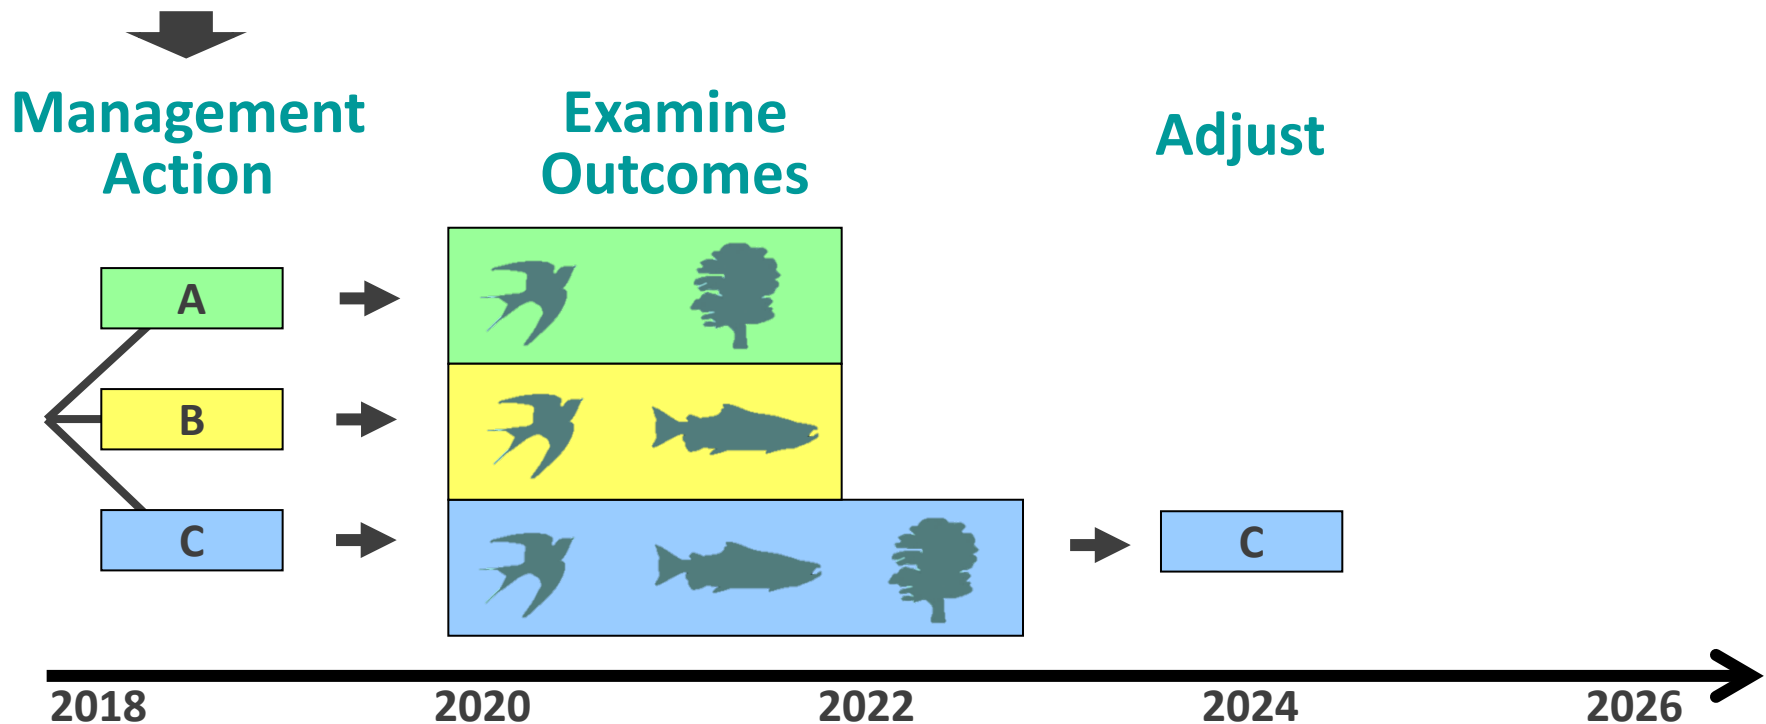 Management
Action
Examine
Outcomes
Adjust
A
B
C
C
2018 2020 2022 2024 2026